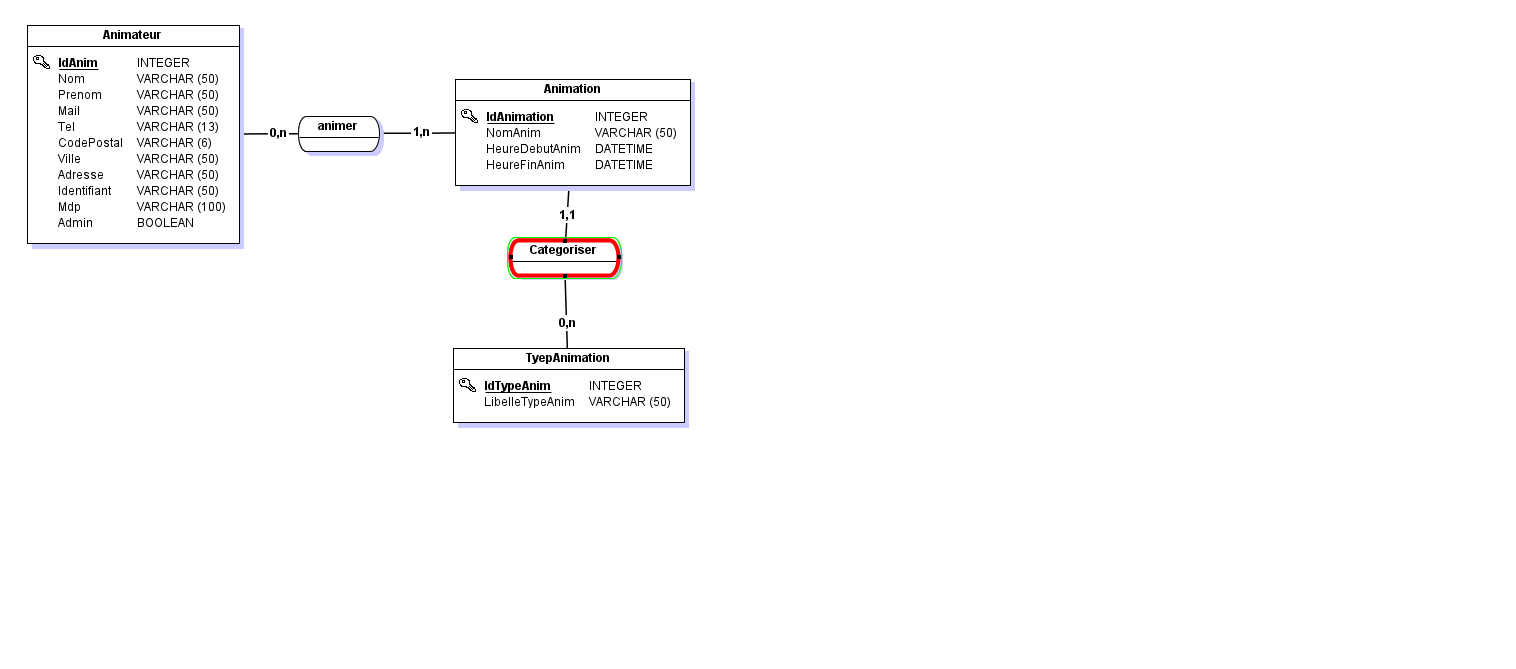 Animateur
IdAnim INTEGER
Nom VARCHAR (50)
Prenom VARCHAR (50)
Mail VARCHAR (50)
Tel VARCHAR (13)
CodePostal VARCHAR (6)
Ville VARCHAR (50)
Adresse VARCHAR (50)
Identifiant VARCHAR (50)
Mdp VARCHAR (100)
Admin BOOLEAN
0,n
animer
1,n
Animation
IdAnimation INTEGER
NomAnim VARCHAR (50)
HeureDebutAnim DATETIME
HeureFinAnim DATETIME
1,1
Categoriser
0,n
TyepAnimation
IdTypeAnim INTEGER
LibelleTypeAnim VARCHAR (50)